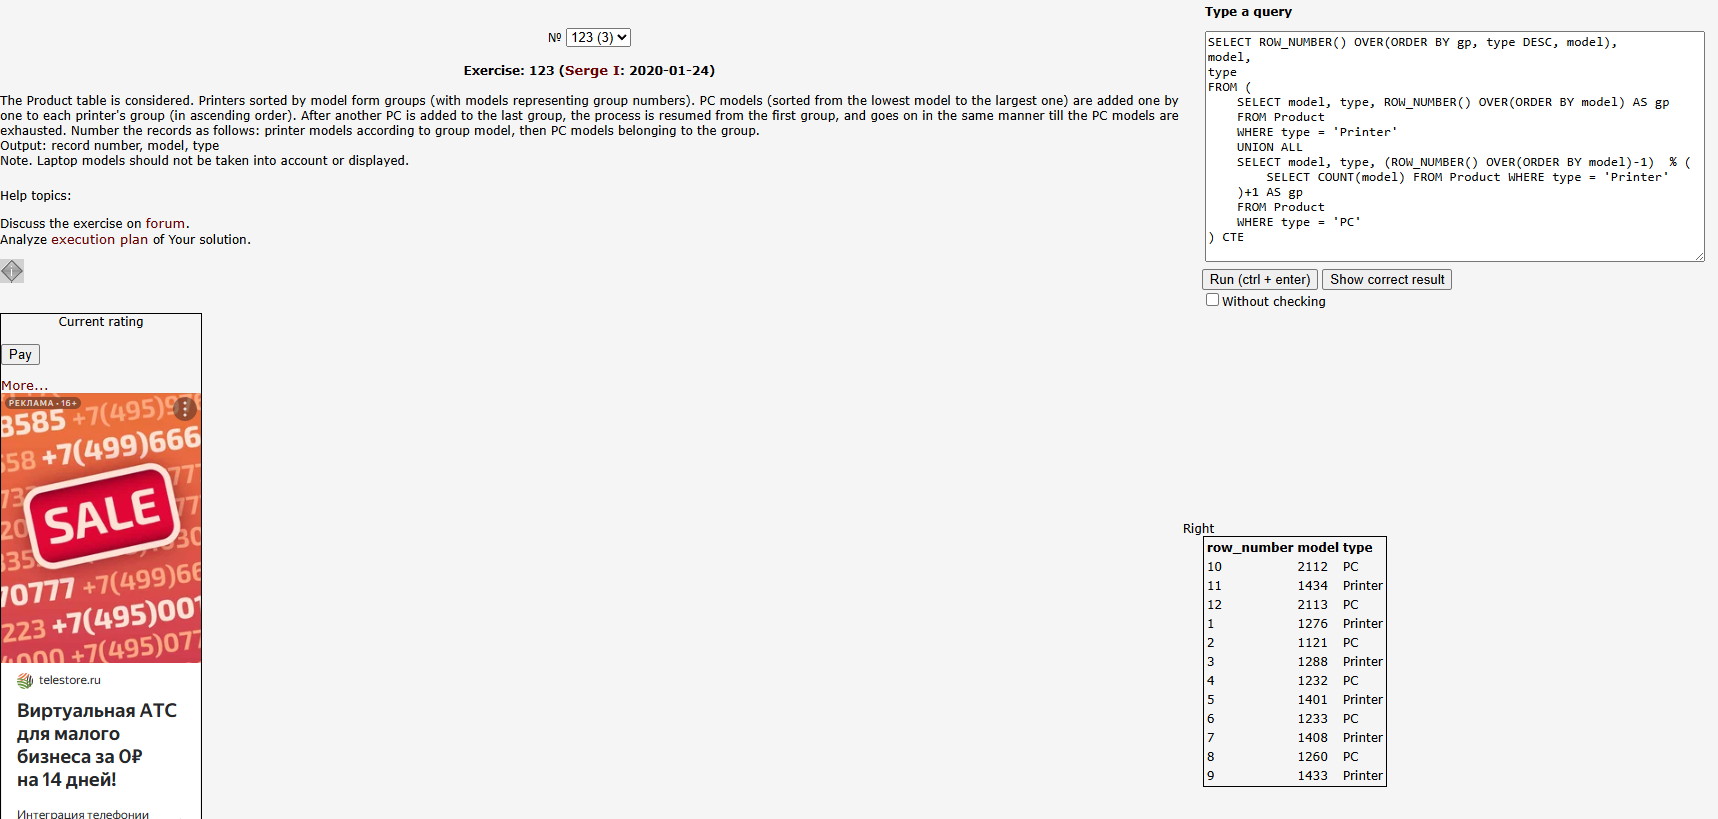 № 123 (3)
Exercise: 123 (Serge I: 2020-01-24)
The Product table is considered. Printers sorted by model form groups (with models representing group numbers). PC models (sorted from the lowest model to the largest one) are added one by
one to each printer's group (in ascending order). After another PC is added to the last group, the process is resumed from the first group, and goes on in the same manner till the PC models are
exhausted. Number the records as follows: printer models according to group model, then PC models belonging to the group.
Output: record number, model, type
Note. Laptop models should not be taken into account or displayed.
Help topics:
Discuss the exercise on forum.
Analyze execution plan of Your solution.
Current rating
Pay
More...
РЕКЛАМА • 16+
8585 +7(495)
+7(499)666
SALE
70777 +7(499)66
223 +7(495)001
4000 +7(495)077
telestore.ru
Виртуальная АТС
для малого
бизнеса за 0₽
на 14 дней!
Интеграция телефонии
Type a query
SELECT ROW_NUMBER() OVER(ORDER BY gp, type DESC, model),
model,
type
FROM (
    SELECT model, type, ROW_NUMBER() OVER(ORDER BY model) AS gp
    FROM Product
    WHERE type = 'Printer'
    UNION ALL
    SELECT model, type, (ROW_NUMBER() OVER(ORDER BY model)-1)  % (
        SELECT COUNT(model) FROM Product WHERE type = 'Printer'
    )+1 AS gp
    FROM Product
    WHERE type = 'PC'
) CTE
Run (ctrl + enter) Show correct result
Without checking
Right
row_number model type
10 2112 PC
11 1434 Printer
12 2113 PC
1 1276 Printer
2 1121 PC
3 1288 Printer
4 1232 PC
5 1401 Printer
6 1233 PC
7 1408 Printer
8 1260 PC
9 1433 Printer